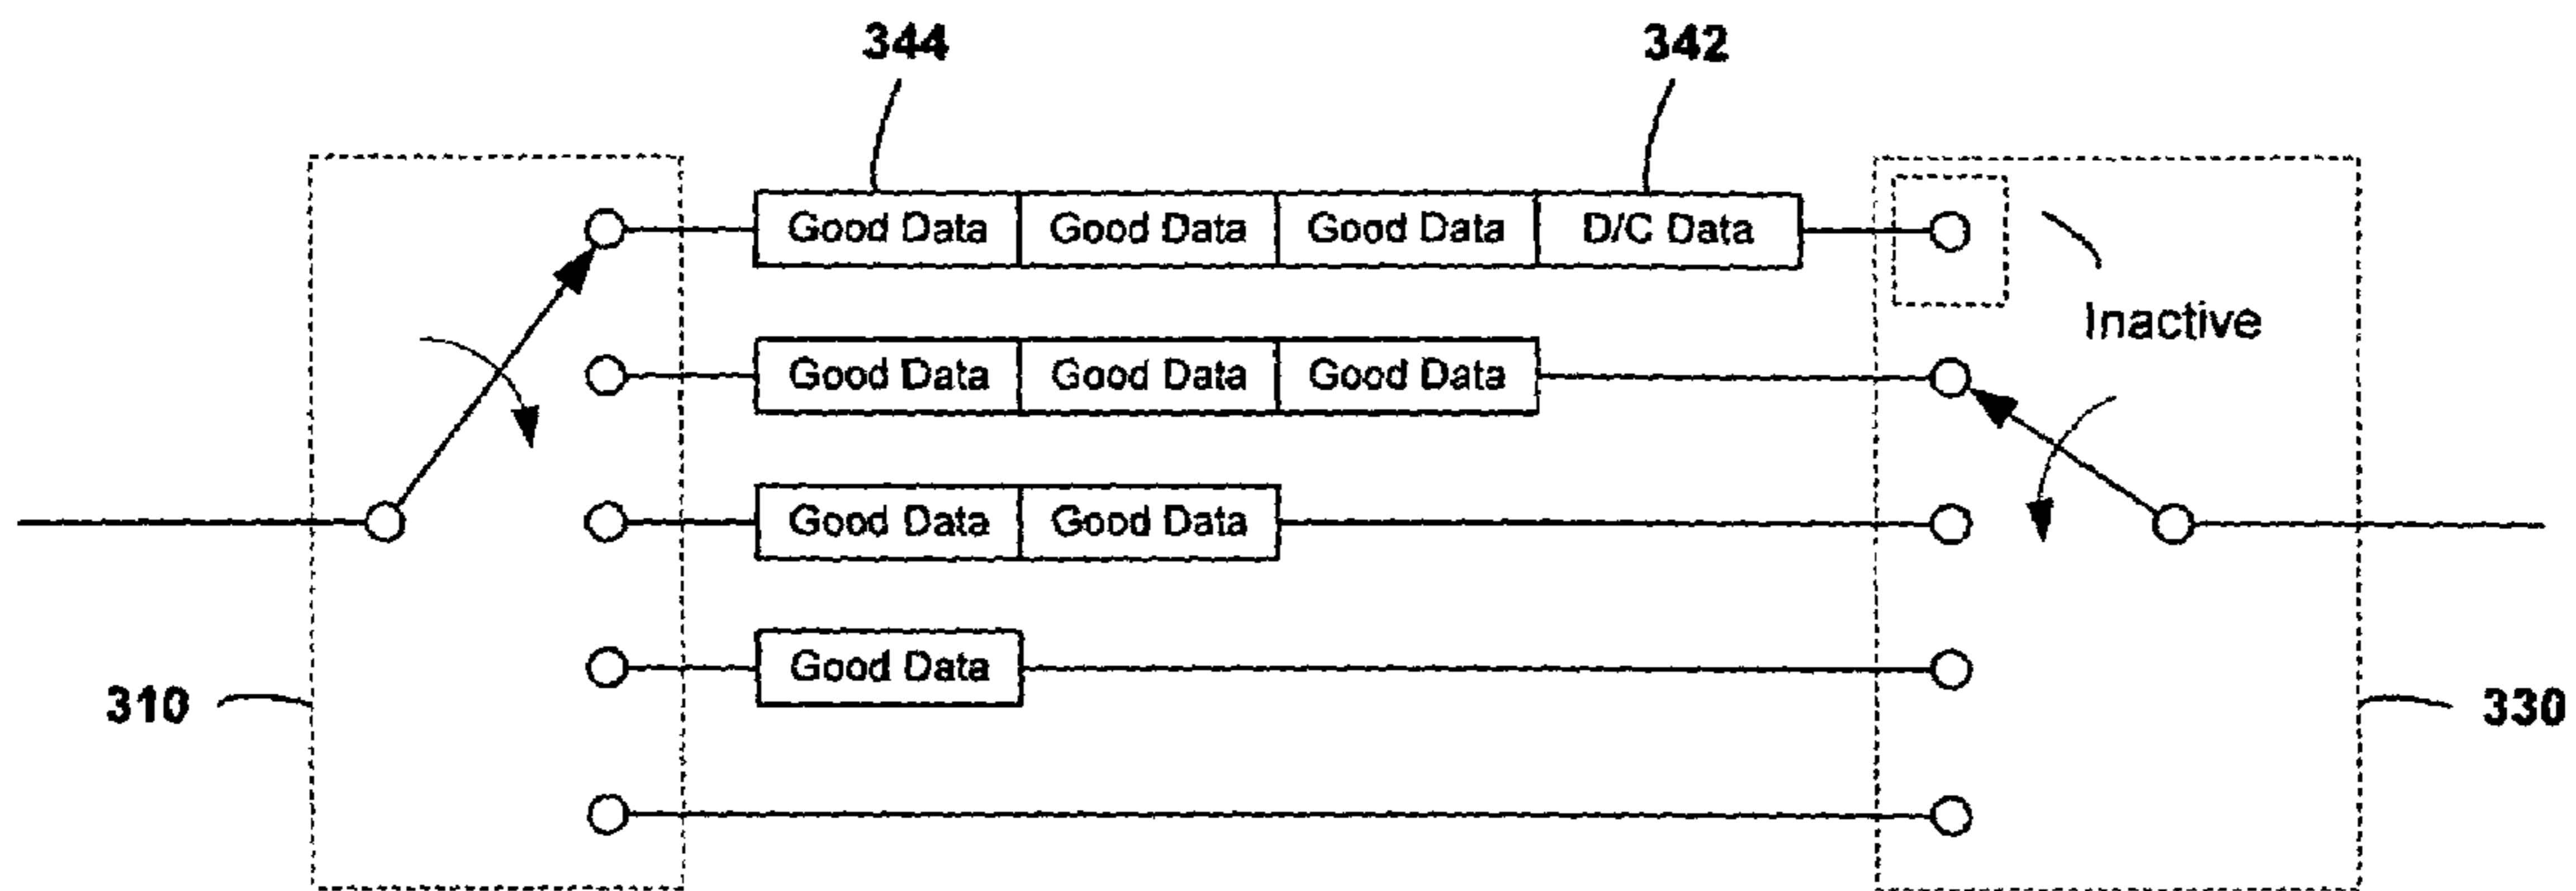 344 342
Good Data Good Data Good Data D/C Data
Inactive
Good Data Good Data Good Data
Good Data Good Data
Good Data
310 330